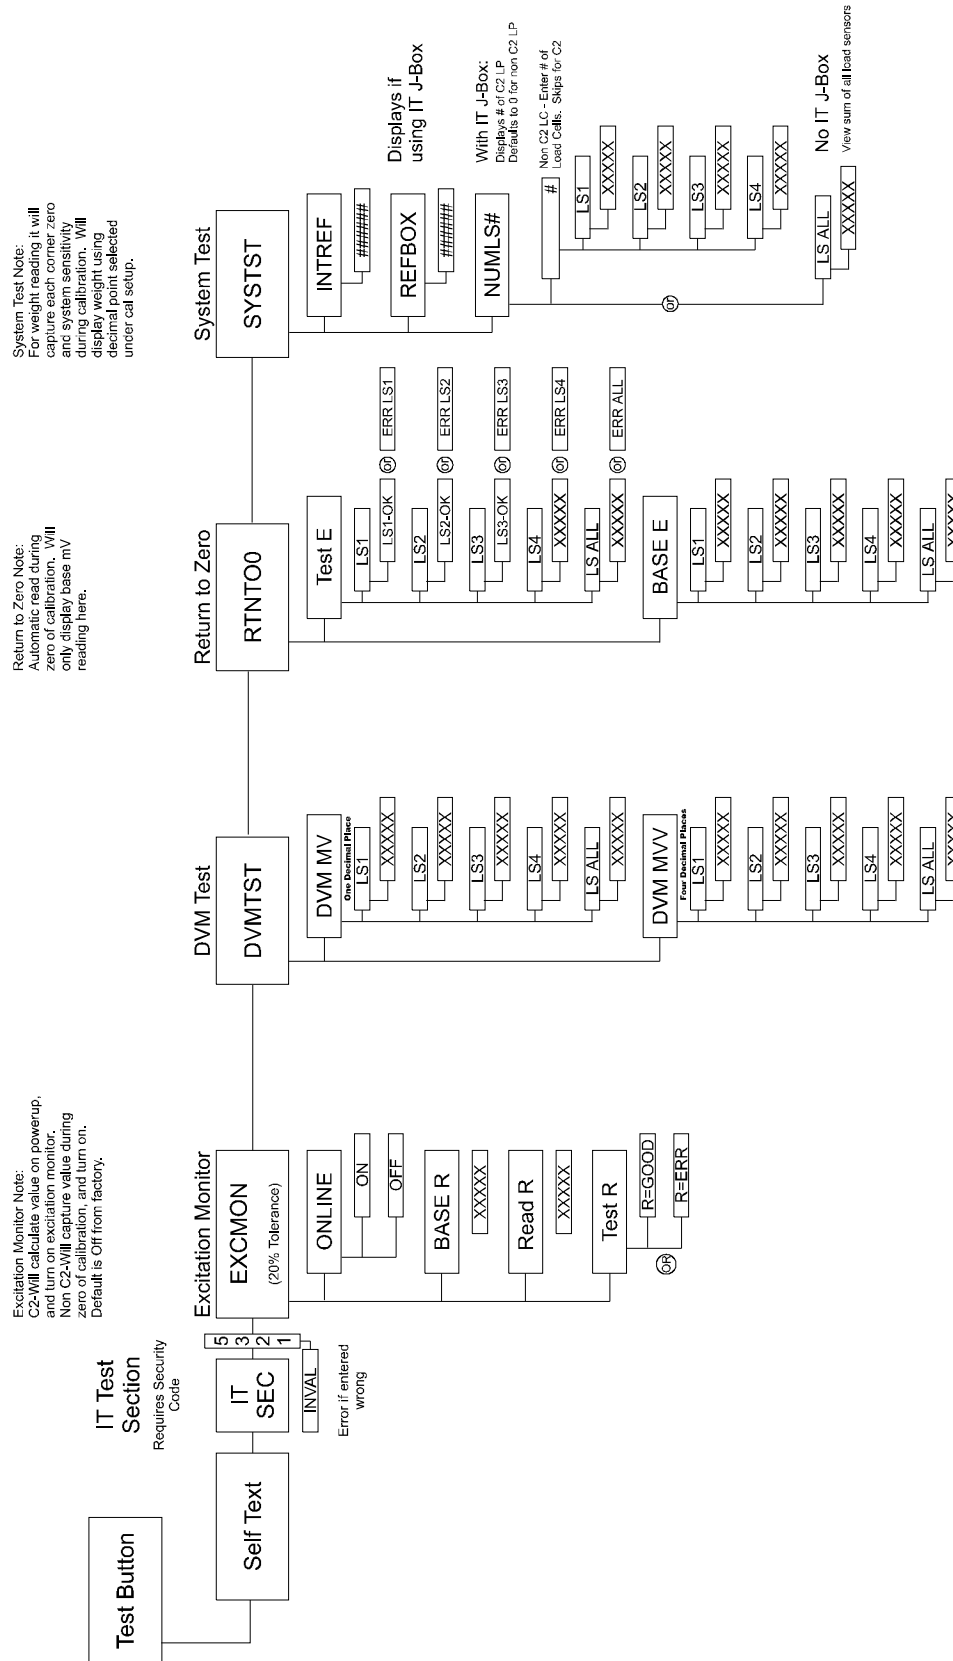 Test Button
Self Text
IT Test
Section
Requires Security
Code
IT
SEC
5
3
2
1
INVAL
Error if entered
wrong
Excitation Monitor Note:
C2-Will calculate value on powerup,
and turn on excitation monitor.
Non C2-Will capture value during
zero of calibration, and turn on.
Default is Off from factory.
Excitation Monitor
EXCMON
(20% Tolerance)
ONLINE
ON
OFF
BASE R
XXXXX
Read R
XXXXX
Test R
R=GOOD
OR
R=ERR
DVM Test
DVMTST
DVM MV
One Decimal Place
LS1
XXXXX
LS2
XXXXX
LS3
XXXXX
LS4
XXXXX
LS ALL
XXXXX
DVM MVV
Four Decimal Places
LS1
XXXXX
LS2
XXXXX
LS3
XXXXX
LS4
XXXXX
LS ALL
XXXXX
Return to Zero Note:
Automatic read during
zero of calibration. Will
only display base mV
reading here.
Return to Zero
RTNTO0
Test E
LS1
LS1-OK or ERR LS1
LS2
LS2-OK or ERR LS2
LS3
LS3-OK or ERR LS3
LS4
XXXXX or ERR LS4
LS ALL
XXXXX or ERR ALL
BASE E
LS1
XXXXX
LS2
XXXXX
LS3
XXXXX
LS4
XXXXX
LS ALL
XXXXX
System Test Note:
For weight reading it will
capture each corner zero
and system sensitivity
during calibration. Will
display weight using
decimal point selected
under cal setup.
System Test
SYSTST
INTREF
######
REFBOX
######
Displays if
using IT J-Box
NUMLS#
With IT J-Box:
Displays # of C2 LP
Defaults to 0 for non C2 LP
#
Non C2 LC - Enter # of
Load Cells. Skips for C2
LS1
XXXXX
LS2
XXXXX
LS3
XXXXX
LS4
XXXXX
or
LS ALL
XXXXX
No IT J-Box
View sum of all load sensors